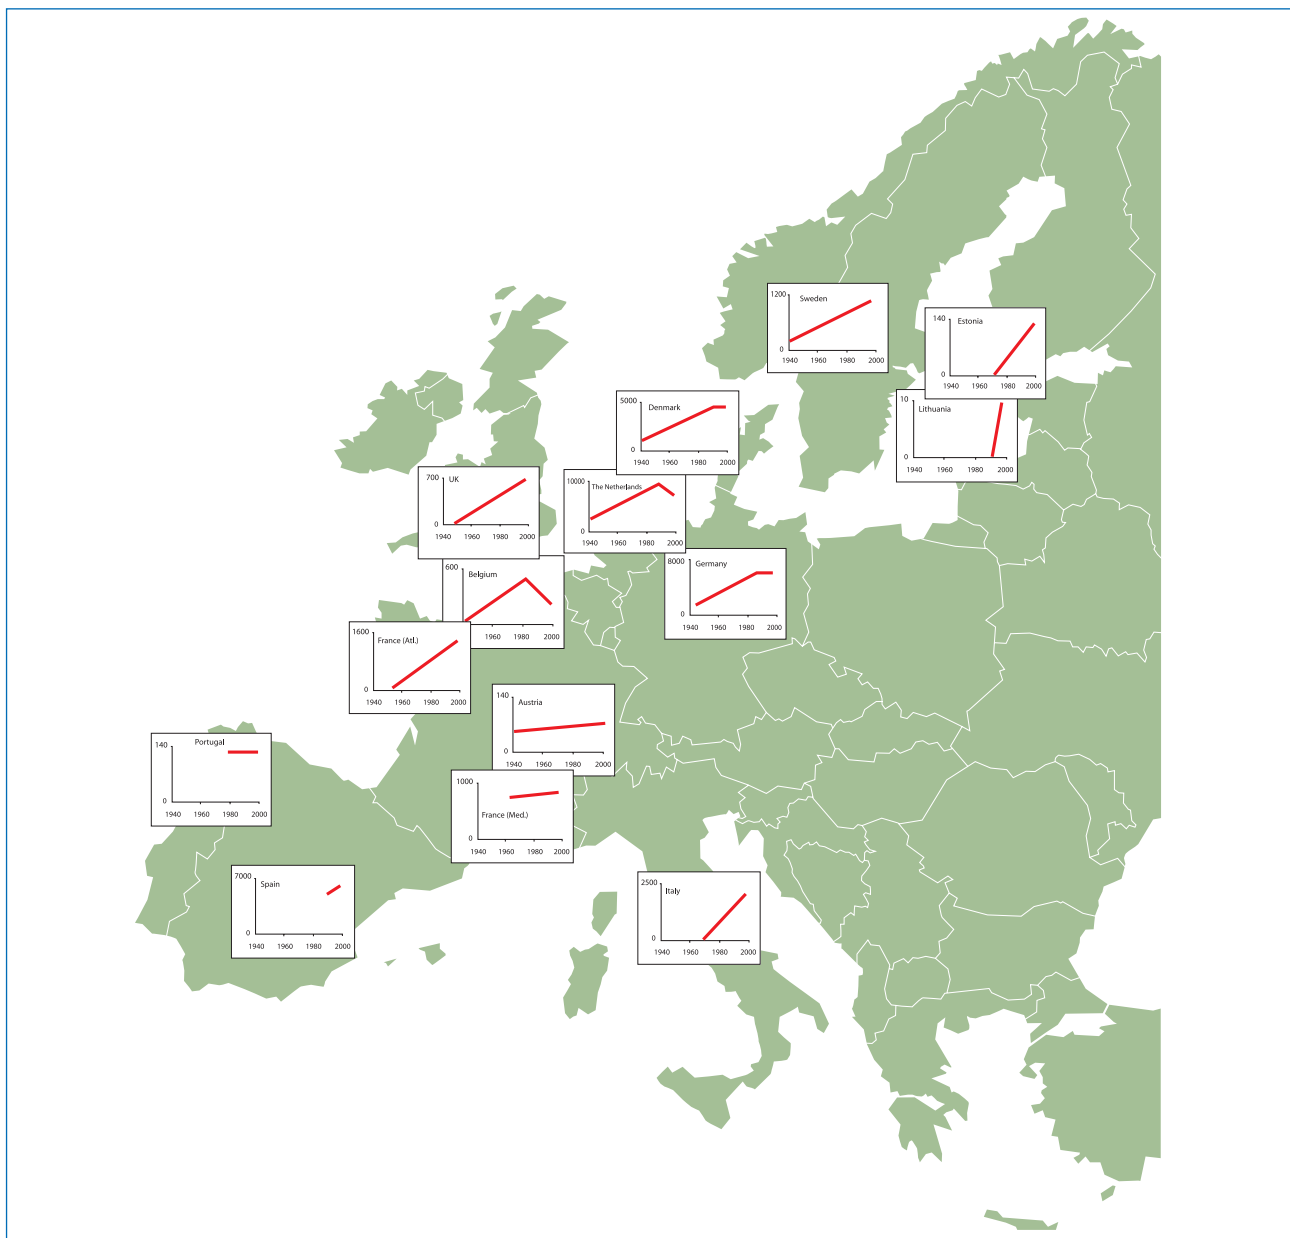 1200
Sweden
0
1940 1960 1980 2000
140
Estonia
0
1940 1960 1980 2000
5000
Denmark
0
1940 1960 1980 2000
10
Lithuania
0
1940 1960 1980 2000
700
UK
0
1940 1960 1980 2000
10000
The Netherlands
0
1940 1960 1980 2000
8000
Germany
0
1940 1960 1980 2000
600
Belgium
1960 1980 2000
1600
France (Atl.)
0
1940 1960 1980 2000
140
Austria
0
1940 1960 1980 2000
Portugal
140
0
1940 1960 1980 2000
1000
France (Med.)
0
1940 1960 1980 2000
7000
Spain
0
1940 1960 1980 2000
2500
Italy
0
1940 1960 1980 2000